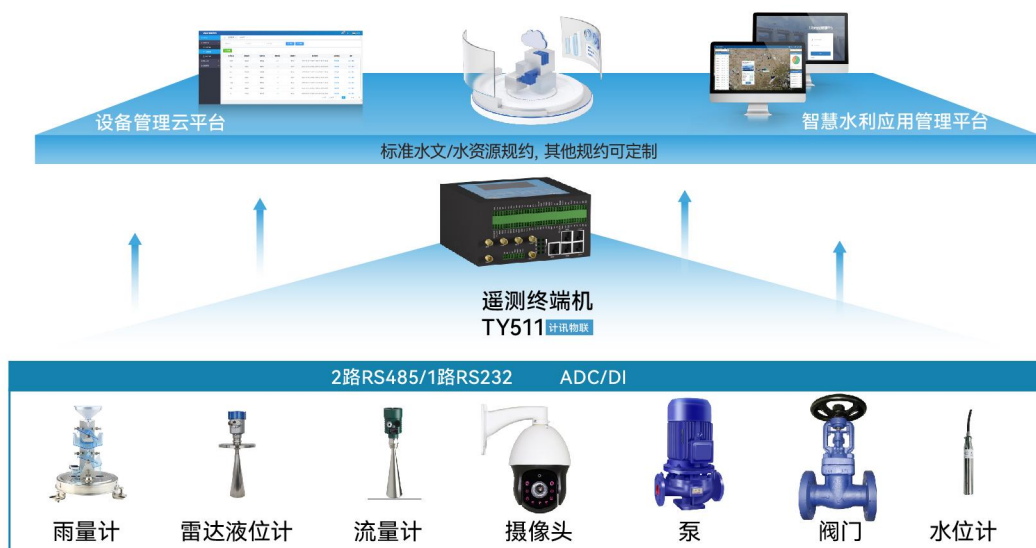 设备管理云平台
智慧水利应用管理平台
标准水文/水资源规约, 其他规约可定制
遥测终端机
TY511 计讯物联
2路RS485/1路RS232 ADC/DI
雨量计 雷达液位计 流量计 摄像头 泵 阀门 水位计